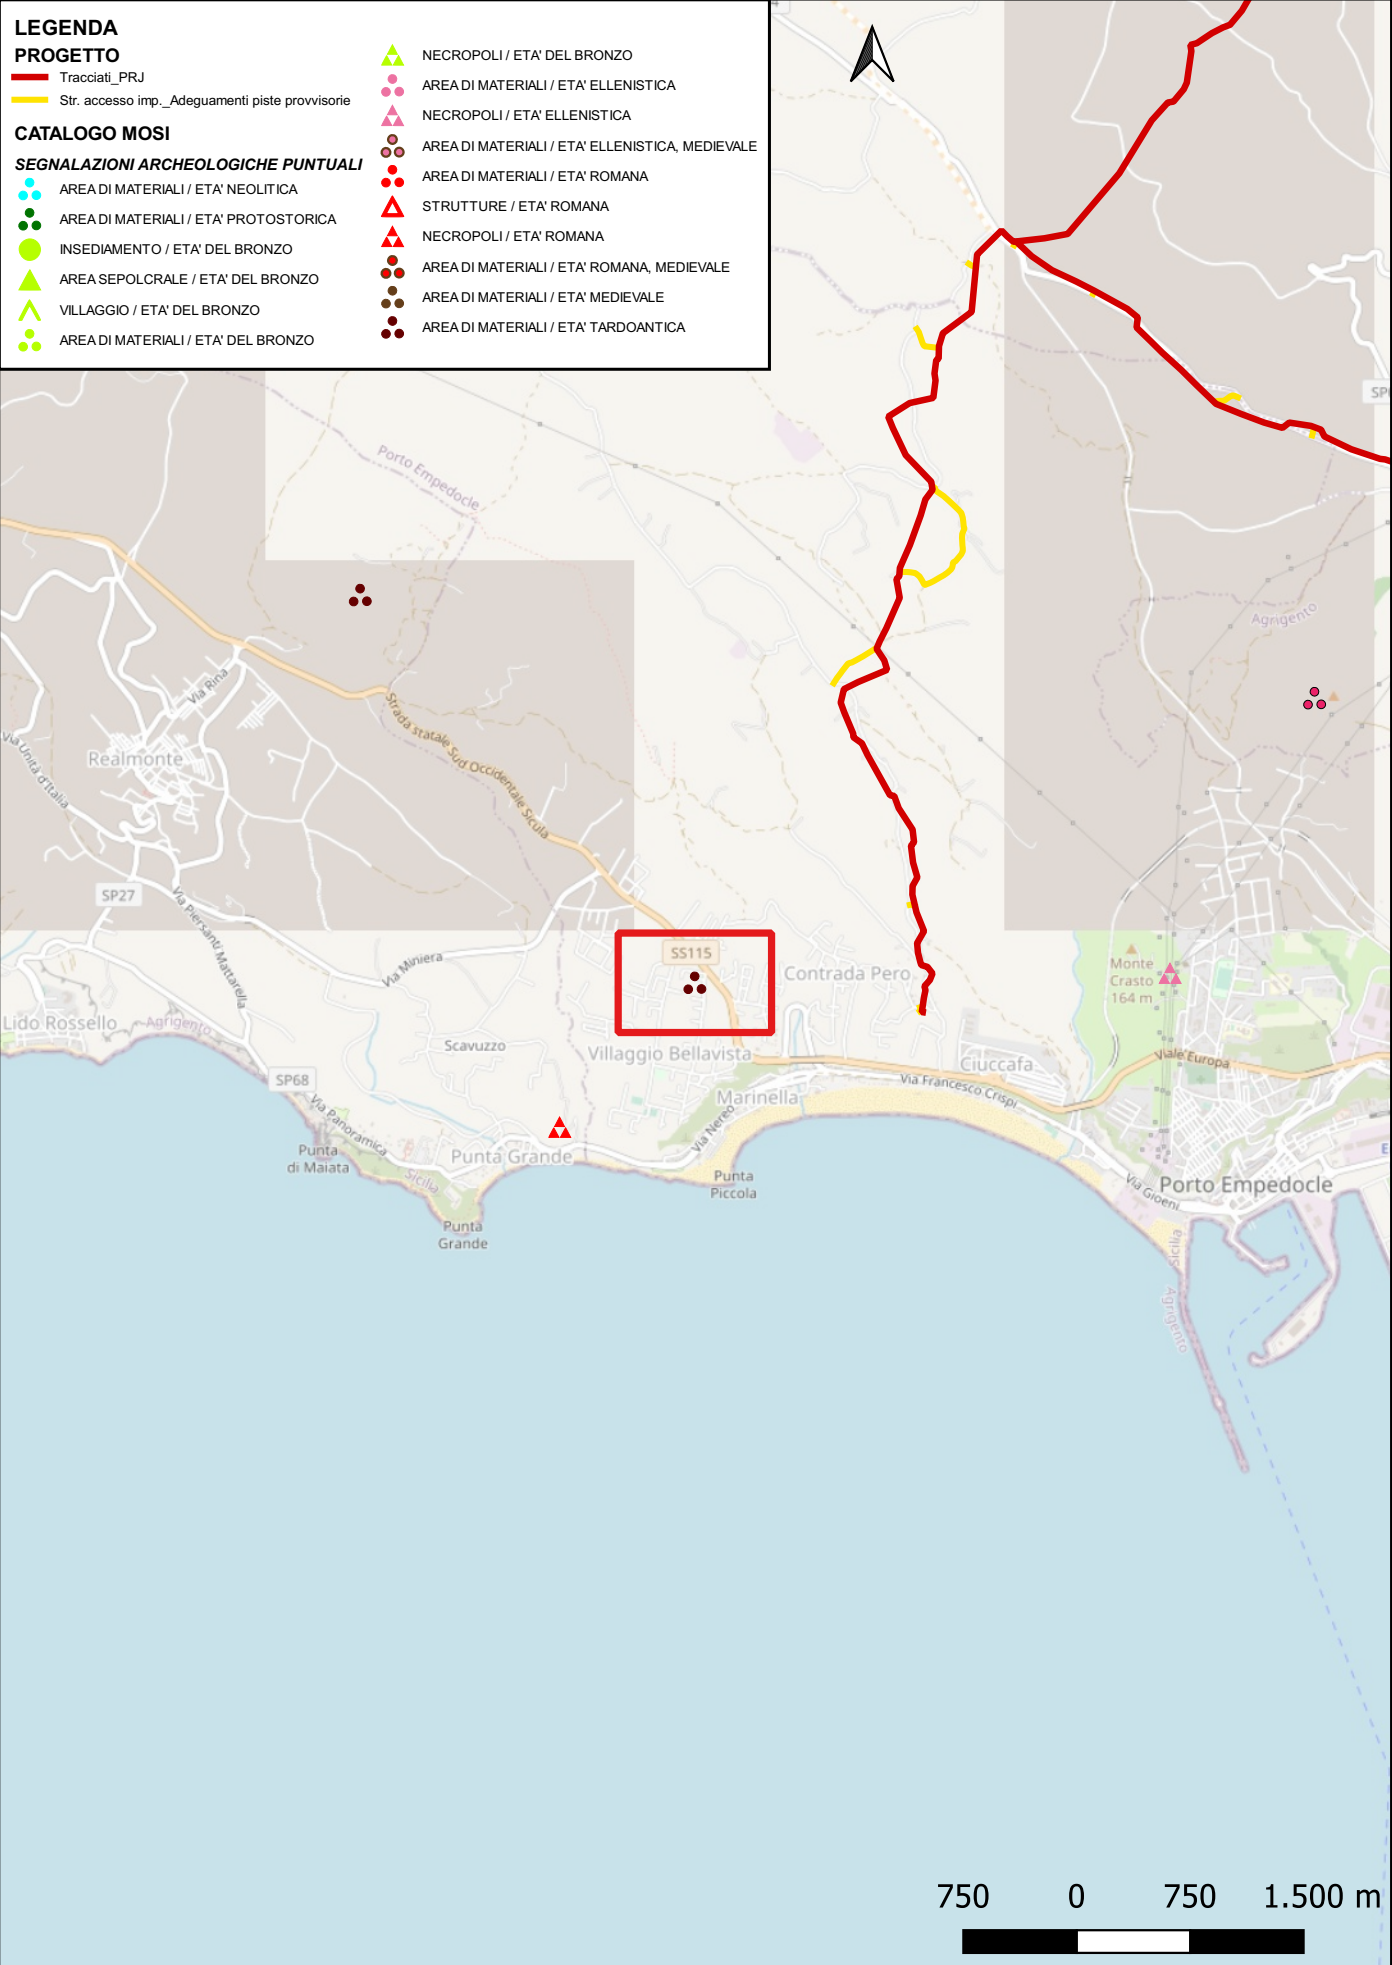 LEGENDA
PROGETTO
Tracciati_PRJ
Str. accesso imp._Adeguamenti piste provvisorie
CATALOGO MOSI
SEGNALAZIONI ARCHEOLOGICHE PUNTUALI
AREA DI MATERIALI / ETA' NEOLITICA
AREA DI MATERIALI / ETA' PROTOSTORICA
INSEDIAMENTO / ETA' DEL BRONZO
AREA SEPOLCRALE / ETA' DEL BRONZO
VILLAGGIO / ETA' DEL BRONZO
AREA DI MATERIALI / ETA' DEL BRONZO
NECROPOLI / ETA' DEL BRONZO
AREA DI MATERIALI / ETA' ELLENISTICA
NECROPOLI / ETA' ELLENISTICA
AREA DI MATERIALI / ETA' ELLENISTICA, MEDIEVALE
AREA DI MATERIALI / ETA' ROMANA
STRUTTURE / ETA' ROMANA
NECROPOLI / ETA' ROMANA
AREA DI MATERIALI / ETA' ROMANA, MEDIEVALE
AREA DI MATERIALI / ETA' MEDIEVALE
AREA DI MATERIALI / ETA' TARDOANTICA
Porto Empedocle
Agrigento
Via Rina
Strada statale Sud Occidentale Sicula
Via Unità d'Italia
Realmonte
SP27
Via Piersanti Mattarella
Via Miniera
SS115
Contrada Pero
Monte
Crasto
164 m
Lido Rossello
Agrigento
Scavuzzo
Villaggio Bellavista
Ciuccafa
Viale Europa
SP68
Via Panoramica
Marinella
Via Francesco Crispi
Via Nereo
Punta
di Maiata
Punta Grande
Sicilia
Punta
Piccola
Via Gioeni
Porto Empedocle
Punta
Grande
Sicilia
Agrigento
750 0 750 1.500 m